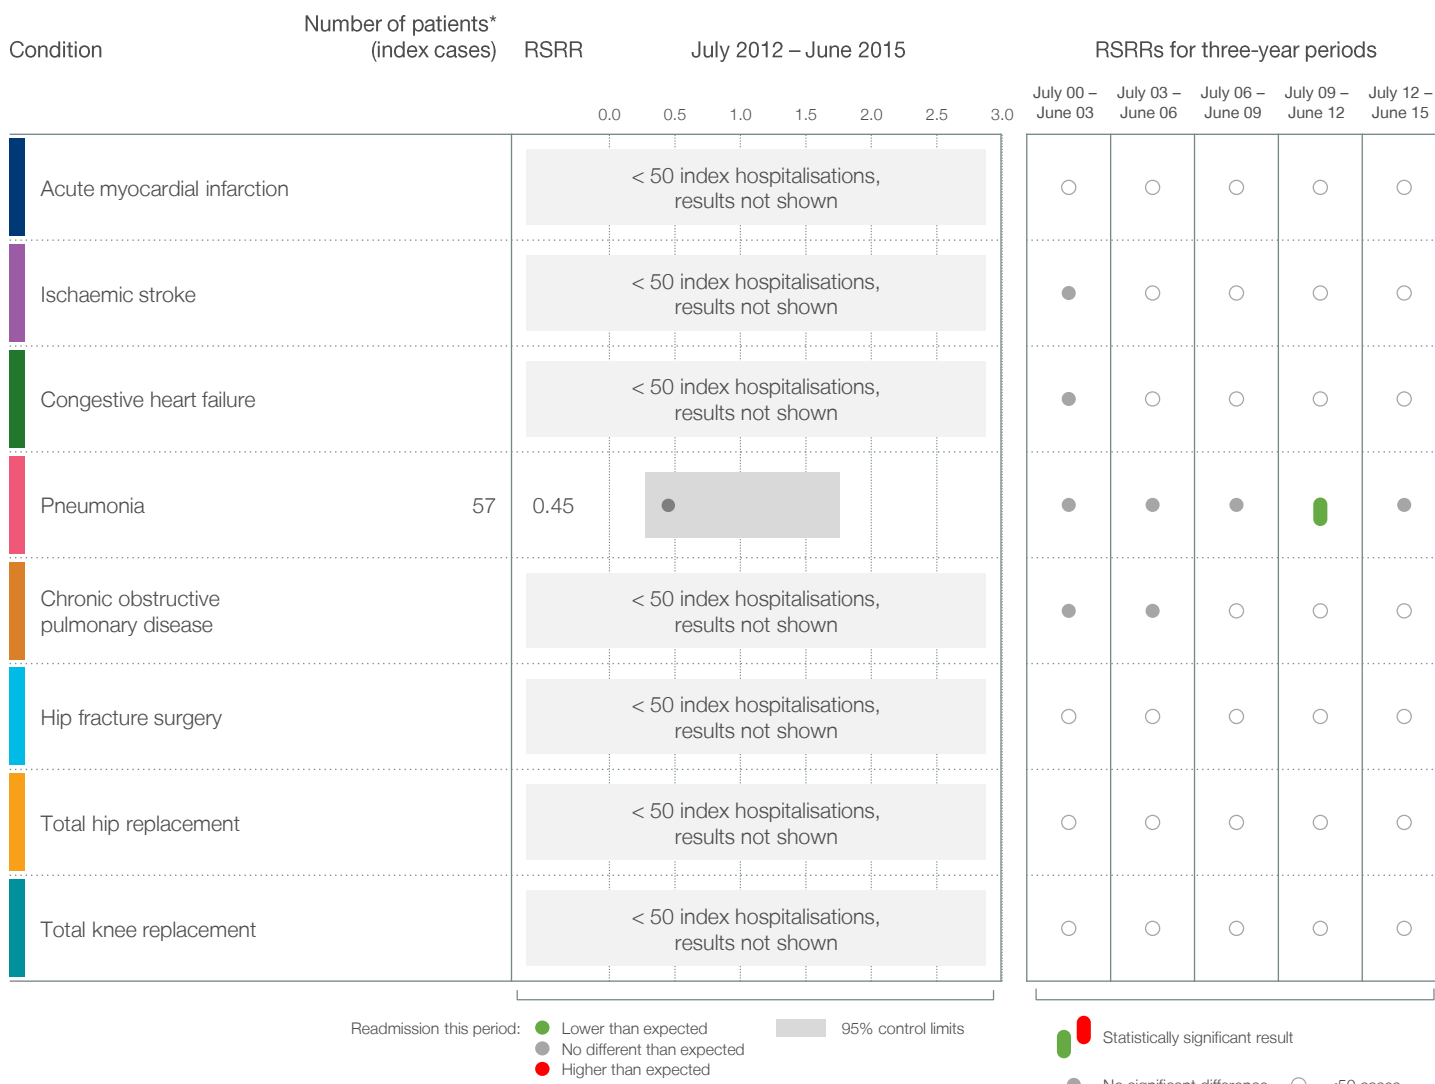 Condition
Number of patients*
(index cases)
RSRR
July 2012 – June 2015
RSRRs for three-year periods
0.0 0.5 1.0 1.5 2.0 2.5 3.0
July 00 – June 03
July 03 – June 06
July 06 – June 09
July 09 – June 12
July 12 – June 15
Acute myocardial infarction
< 50 index hospitalisations,
results not shown
Ischaemic stroke
< 50 index hospitalisations,
results not shown
Congestive heart failure
< 50 index hospitalisations,
results not shown
Pneumonia 57 0.45
Chronic obstructive
pulmonary disease
< 50 index hospitalisations,
results not shown
Hip fracture surgery
< 50 index hospitalisations,
results not shown
Total hip replacement
< 50 index hospitalisations,
results not shown
Total knee replacement
< 50 index hospitalisations,
results not shown
Readmission this period:
Lower than expected
No different than expected
Higher than expected
95% control limits
Statistically significant result
No significant difference
<50 cases